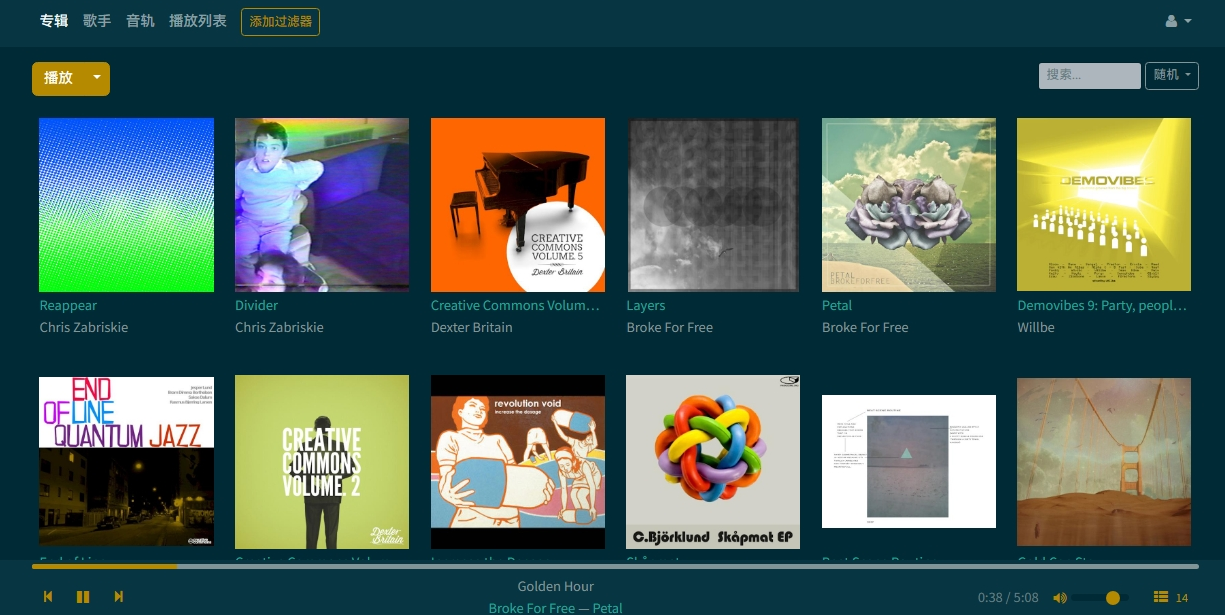 专辑 歌手 音轨 播放列表 添加过滤器
播放
搜索... 随机
CREATIVE
COMMONS
VOLUME. 5
Dexter Britain
PETAL
BROKEFORFREE
DEMOVIBES
Reappear
Chris Zabriskie
Divider
Chris Zabriskie
Creative Commons Volum…
Dexter Britain
Layers
Broke For Free
Petal
Broke For Free
Demovibes 9: Party, peopl…
Willbe
END
OF LINE
QUANTUM JAZZ
CREATIVE
COMMONS
VOLUME. 2
Dexter
Britain
revolution void
increase the dosage
C.Björklund Skåpmat EP
Golden Hour
Broke For Free — Petal
0:38 / 5:08
14